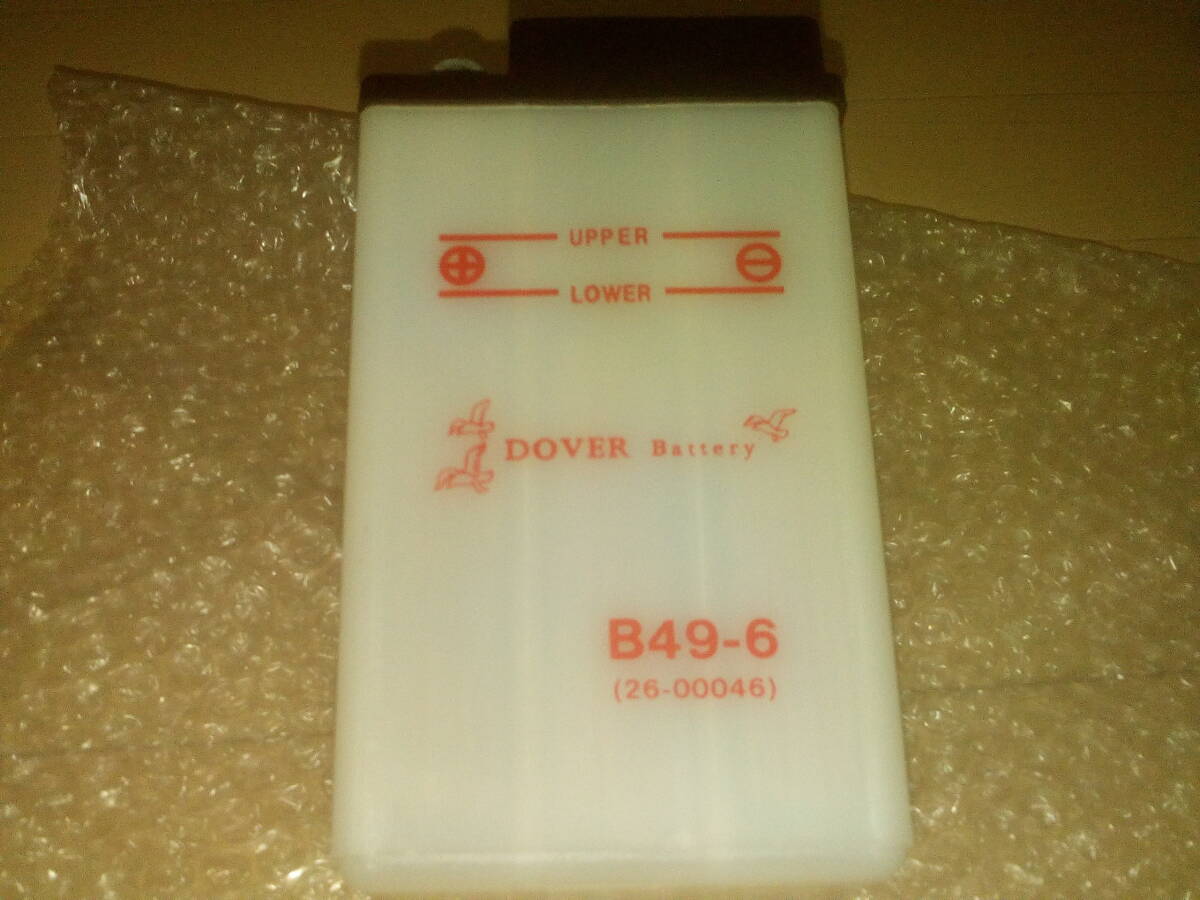 UPPER
LOWER
DOVER Battery
B49-6
(26-00046)